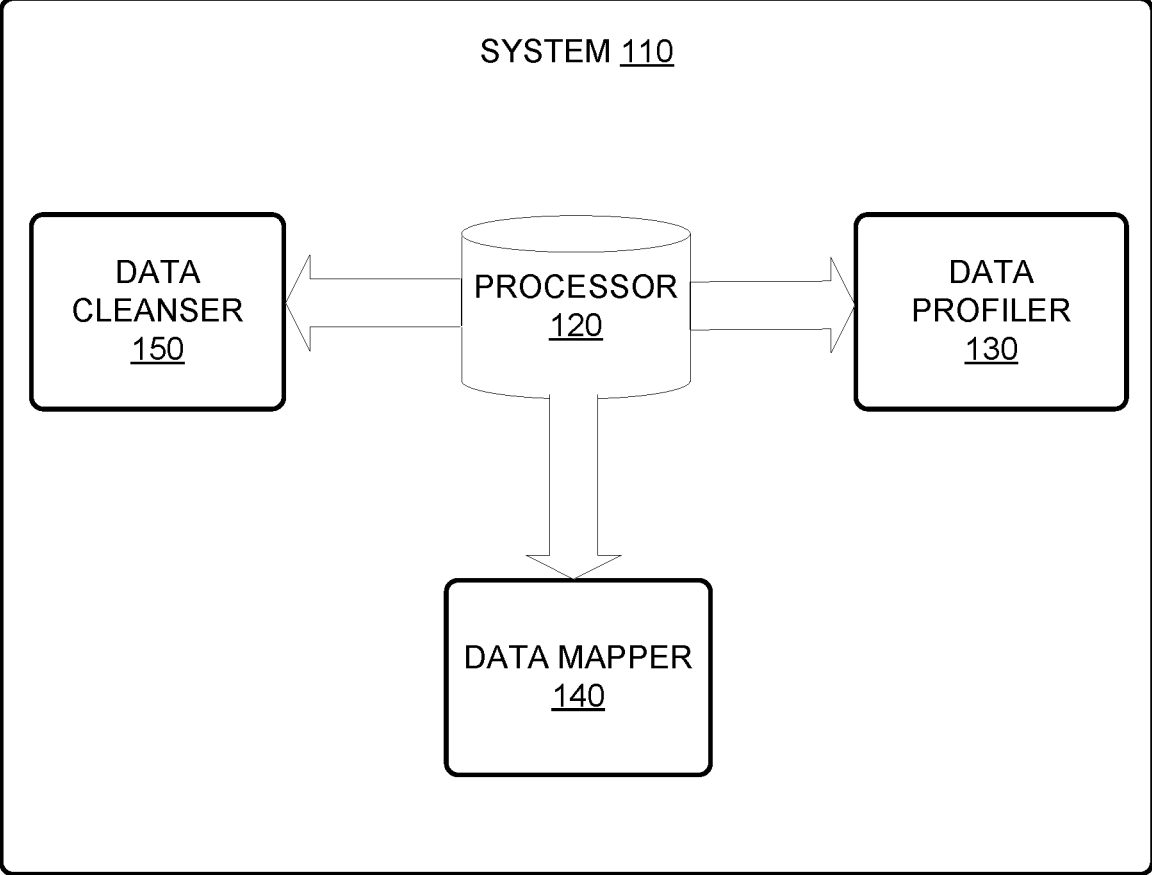 SYSTEM 110
DATA
CLEANSER
150
PROCESSOR
120
DATA
PROFILER
130
DATA MAPPER
140